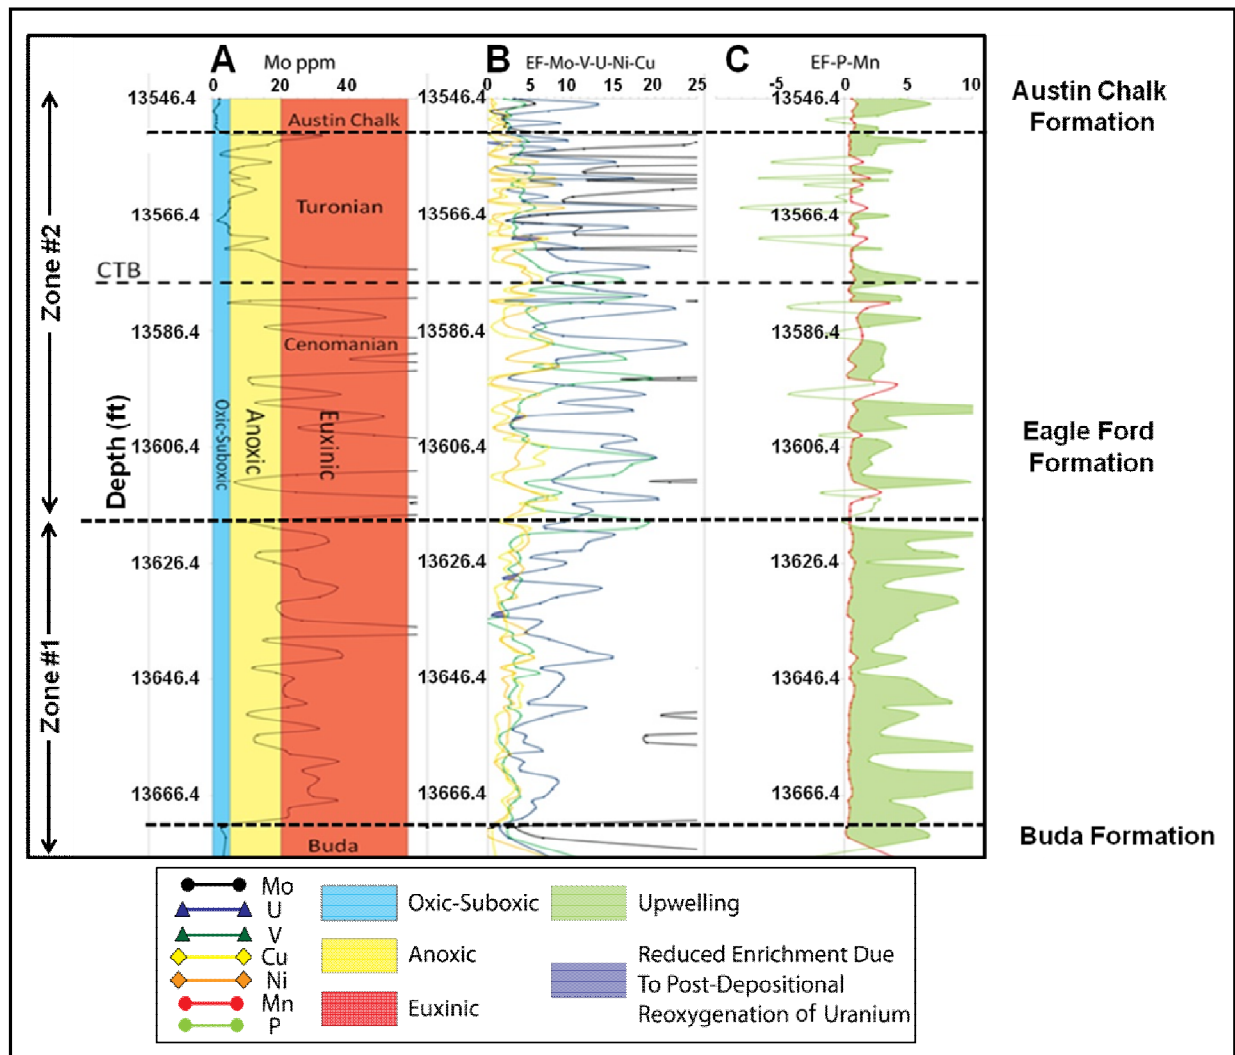 A
Mo ppm
0 20 40
B
EF-Mo-V-U-Ni-Cu
0 5 10 15 20 25
C
EF-P-Mn
-5 0 5 10
13546.4
13546.4
13546.4
Austin Chalk
Turonian
13566.4
13566.4
13566.4
CTB
13586.4
13586.4
13586.4
Cenomanian
Oxic-Suboxic
Anoxic
Euxinic
13606.4
13606.4
13626.4
13626.4
13646.4
13646.4
13666.4
13666.4
Buda
Depth (ft)
Zone #2
Zone #1
Austin Chalk
Formation
Eagle Ford
Formation
Buda Formation
Mo
U
V
Cu
Ni
Mn
P
Oxic-Suboxic
Anoxic
Euxinic
Upwelling
Reduced Enrichment Due
To Post-Depositional
Reoxygenation of Uranium
13606.4
13626.4
13646.4
13666.4